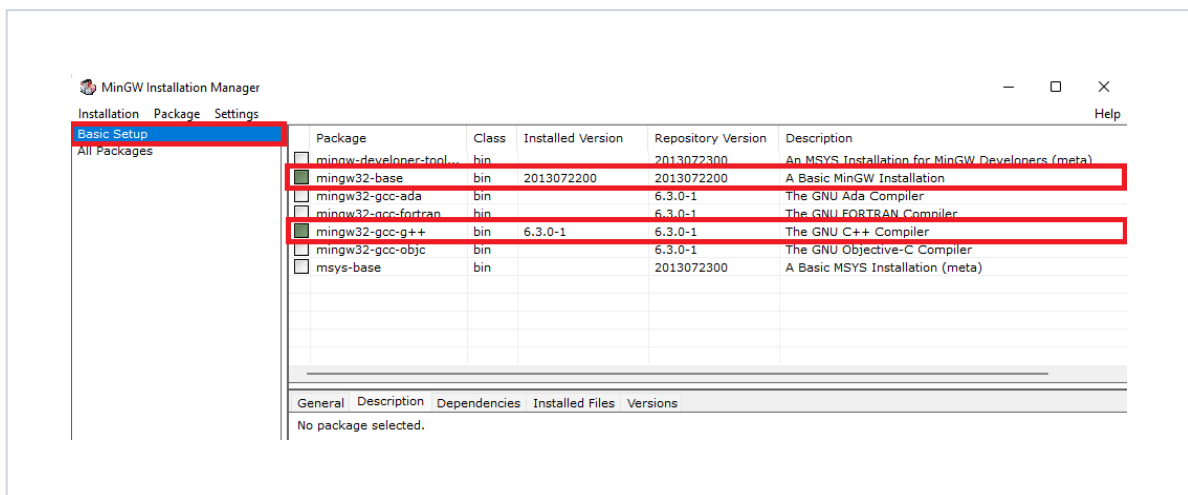 MinGW Installation Manager
Installation Package Settings Help
Basic Setup
All Packages
Package Class Installed Version Repository Version Description
mingw-developer-tool... bin 2013072300 An MSYS Installation for MinGW Developers (meta)
mingw32-base bin 2013072200 2013072200 A Basic MinGW Installation
mingw32-gcc-ada bin 6.3.0-1 The GNU Ada Compiler
mingw32-gcc-fortran bin 6.3.0-1 The GNU FORTRAN Compiler
mingw32-gcc-g++ bin 6.3.0-1 6.3.0-1 The GNU C++ Compiler
mingw32-gcc-objc bin 6.3.0-1 The GNU Objective-C Compiler
msys-base bin 2013072300 A Basic MSYS Installation (meta)
General Description Dependencies Installed Files Versions
No package selected.